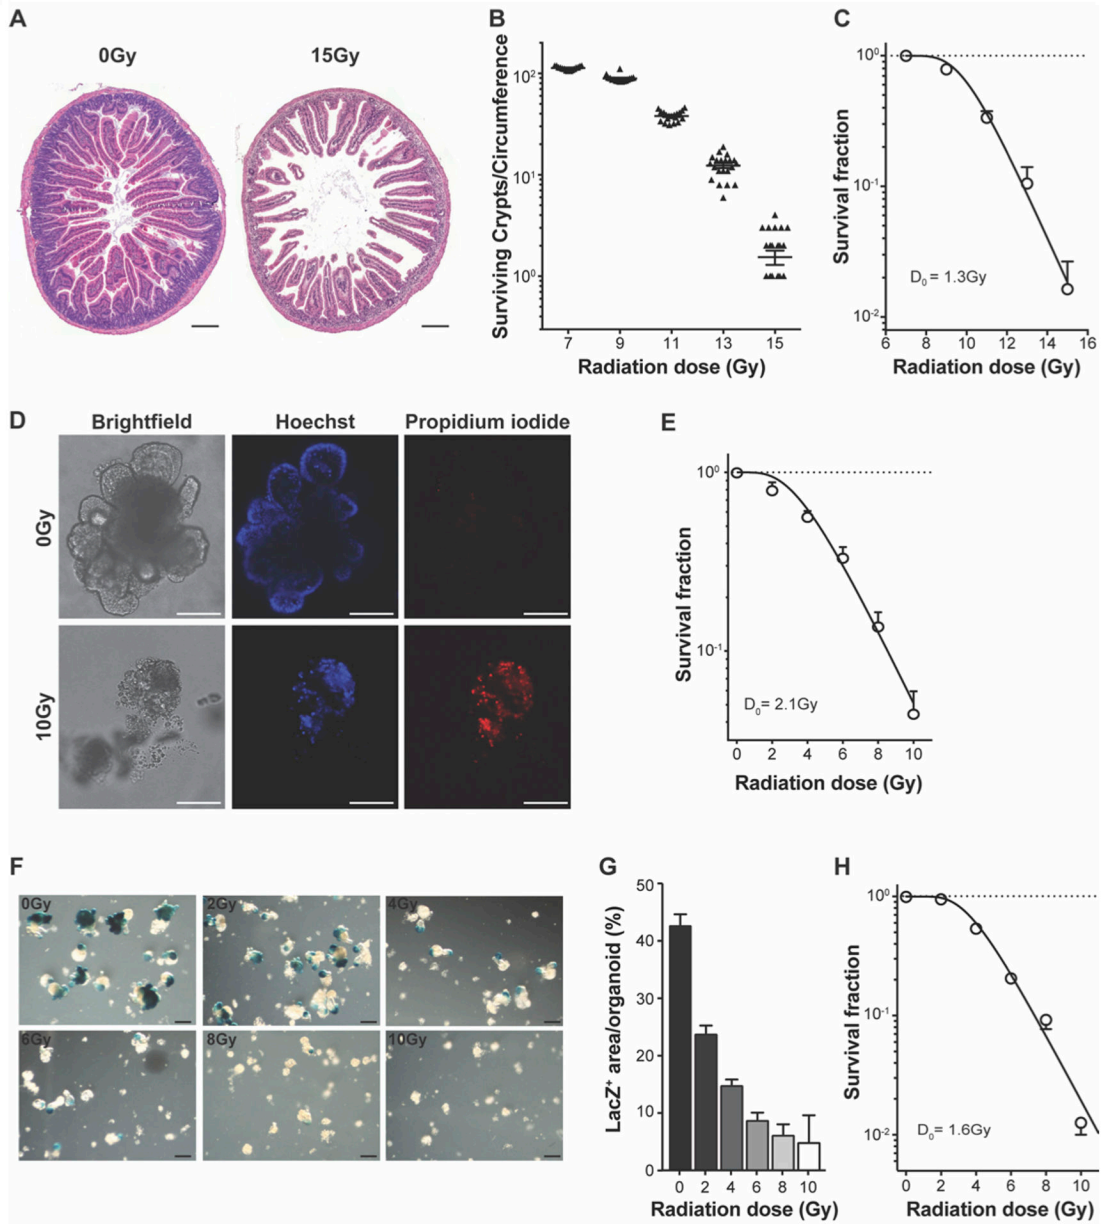 A
0Gy
15Gy
B
Surviving Crypts/Circumference
10²
10¹
10⁰
7 9 11 13 15
Radiation dose (Gy)
C
Survival fraction
10⁰
10⁻¹
10⁻²
D₀ = 1.3Gy
6 8 10 12 14 16
Radiation dose (Gy)
D
Brightfield
Hoechst
Propidium iodide
0Gy
10Gy
E
Survival fraction
10⁰
10⁻¹
D₀= 2.1Gy
0 2 4 6 8 10
Radiation dose (Gy)
F
0Gy
2Gy
4Gy
6Gy
8Gy
10Gy
G
LacZ⁺ area/organoid (%)
50
40
30
20
10
0
0 2 4 6 8 10
Radiation dose (Gy)
H
Survival fraction
10⁰
10⁻¹
10⁻²
D₀= 1.6Gy
0 2 4 6 8 10
Radiation dose (Gy)